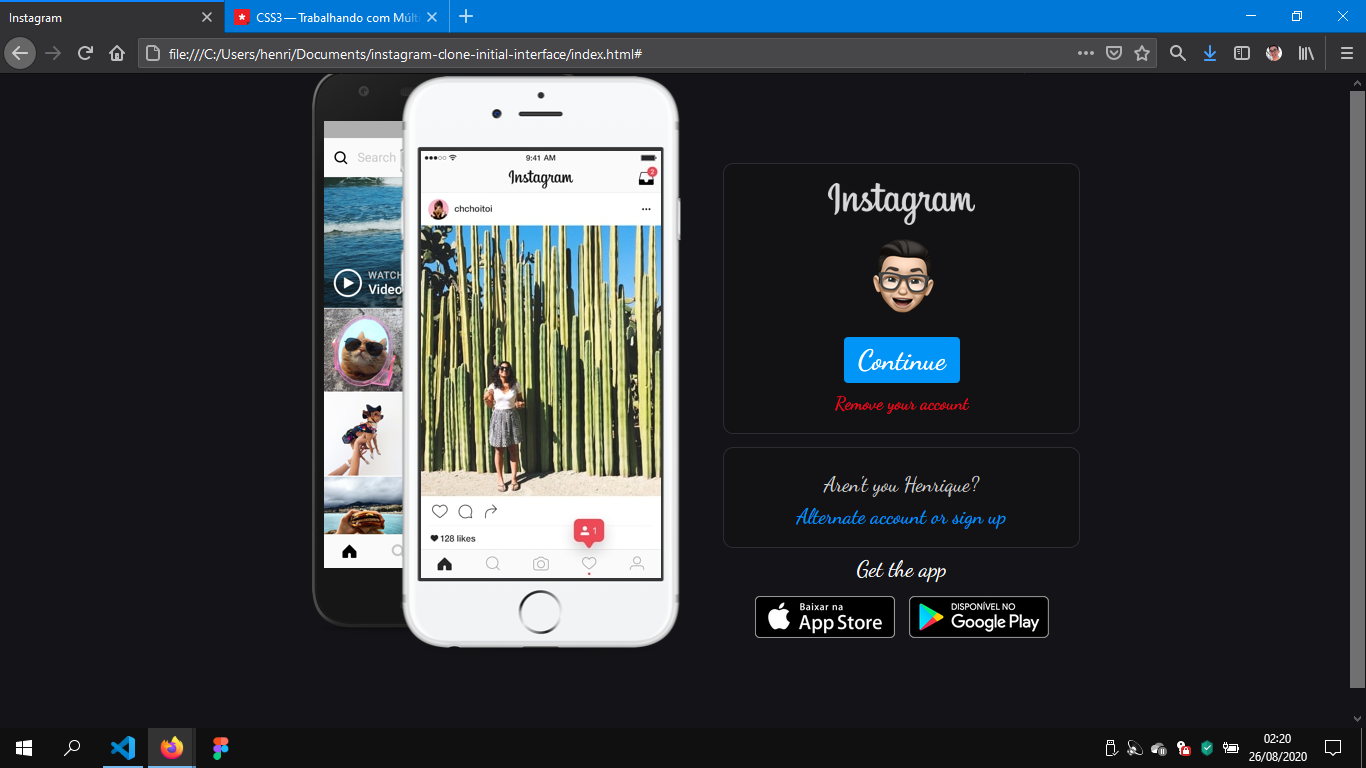 Instagram
CSS3 — Trabalhando com Múlt
file:///C:/Users/henri/Documents/instagram-clone-initial-interface/index.html#
Search
WATCH
Video
9:41 AM
Instagram
2
chchoitoi
128 likes
1
Instagram
Continue
Remove your account
Aren't you Henrique?
Alternate account or sign up
Get the app
Baixar na
App Store
DISPONÍVEL NO
Google Play
02:20
26/08/2020